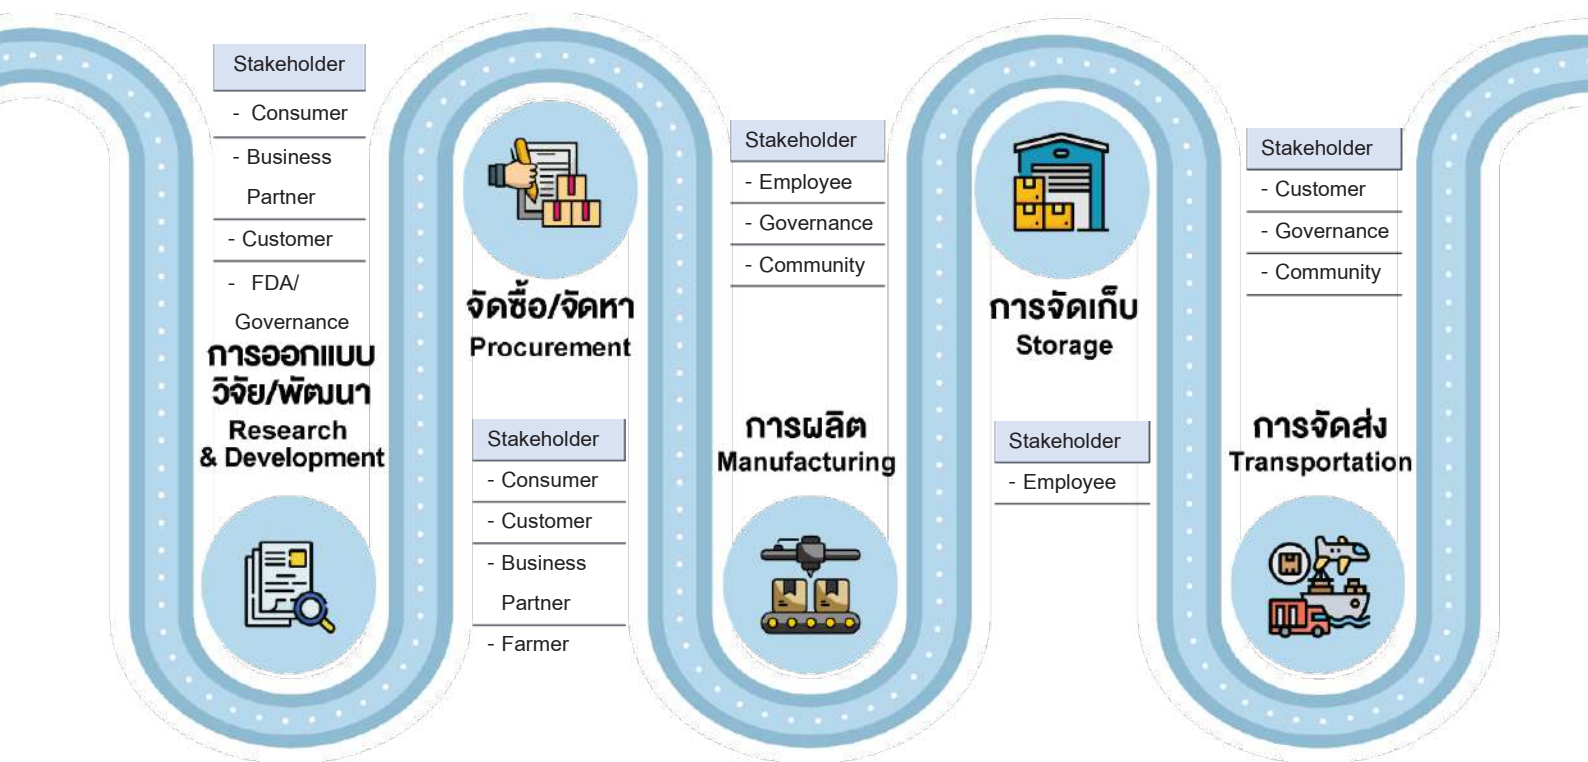 Stakeholder
- Consumer
- Business
Partner
- Customer
- FDA/
Governance
การออกแบบ
วิจัย/พัฒนา
Research
& Development
จัดซื้อ/จัดหา
Procurement
Stakeholder
- Consumer
- Customer
- Business
Partner
- Farmer
Stakeholder
- Employee
- Governance
- Community
การผลิต
Manufacturing
การจัดเก็บ
Storage
Stakeholder
- Employee
Stakeholder
- Customer
- Governance
- Community
การจัดส่ง
Transportation